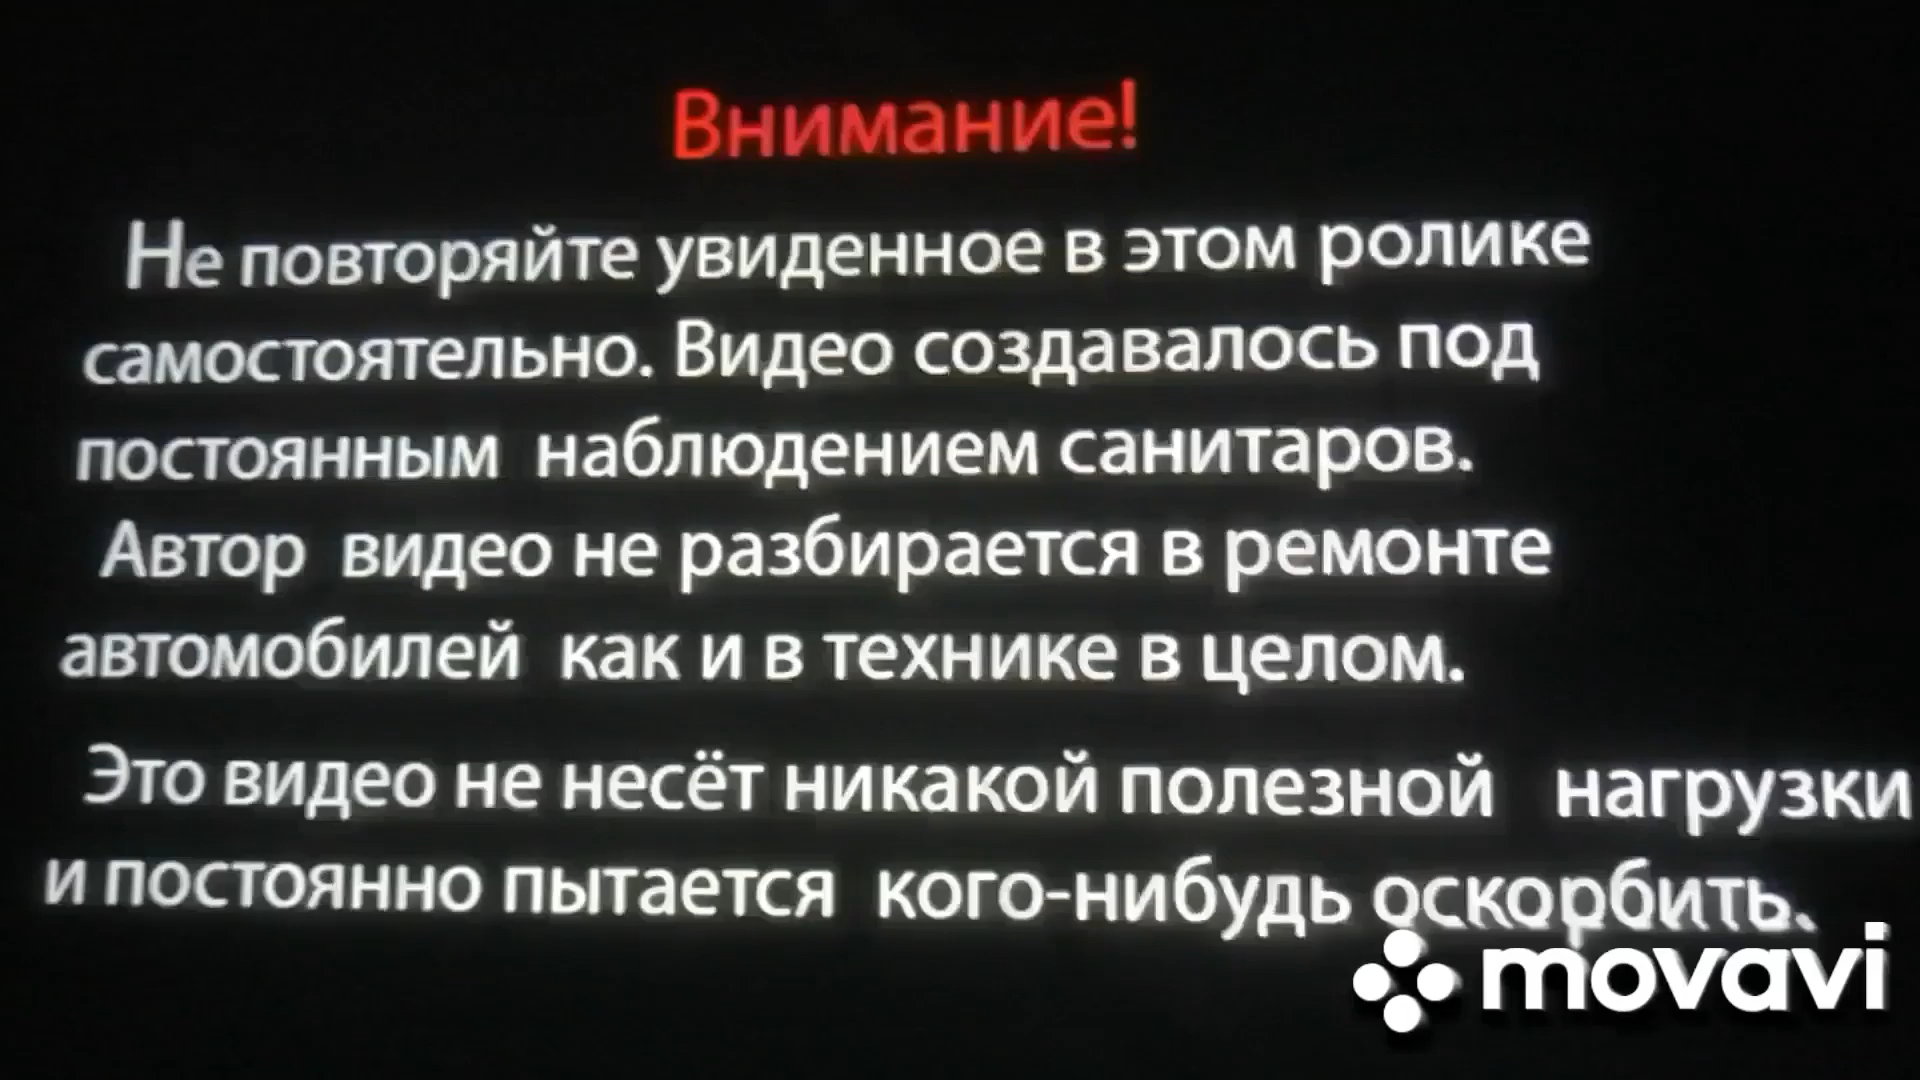 Внимание!
Не повторяйте увиденное в этом ролике
самостоятельно. Видео создавалось под
постоянным наблюдением санитаров.
Автор видео не разбирается в ремонте
автомобилей как и в технике в целом.
Это видео не несёт никакой полезной нагрузки
и постоянно пытается кого-нибудь оскорбить.
movavi